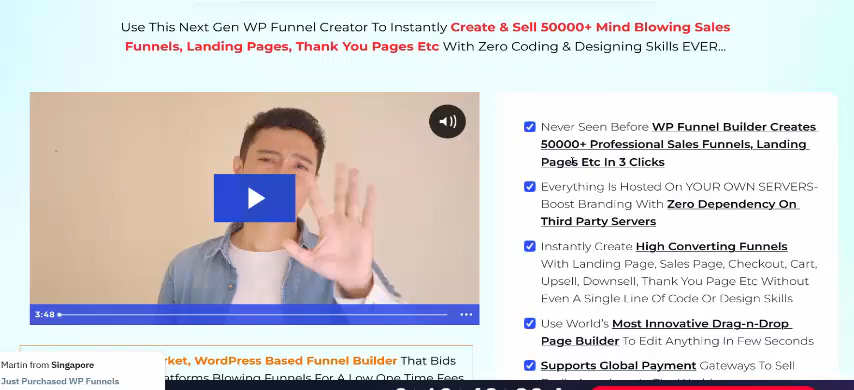 Use This Next Gen WP Funnel Creator To Instantly Create & Sell 50000+ Mind Blowing Sales
Funnels, Landing Pages, Thank You Pages Etc With Zero Coding & Designing Skills EVER...
3:48
Never Seen Before WP Funnel Builder Creates
50000+ Professional Sales Funnels, Landing
Pages Etc In 3 Clicks
Everything Is Hosted On YOUR OWN SERVERS-
Boost Branding With Zero Dependency On
Third Party Servers
Instantly Create High Converting Funnels
With Landing Page, Sales Page, Checkout, Cart,
Upsell, Downsell, Thank You Page Etc Without
Even A Single Line Of Code Or Design Skills
Use World's Most Innovative Drag-n-Drop
Page Builder To Edit Anything In Few Seconds
Supports Global Payment Gateways To Sell
rket, WordPress Based Funnel Builder That Bids
atforms Blowing Funnels For A Low One Time Fees
Martin from Singapore
Just Purchased WP Funnels